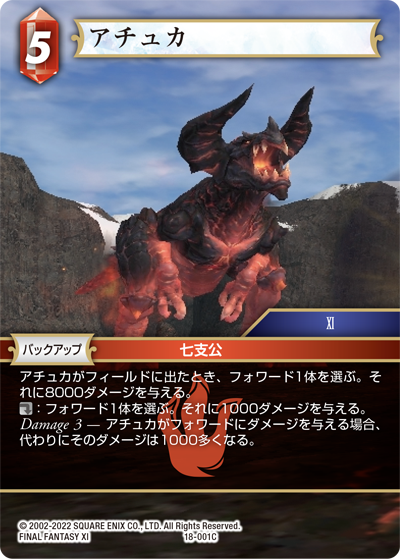 5
アチュカ
XI
バックアップ
七支公
アチュカがフィールドに出たとき、フォワード1体を選ぶ。そ
れに8000ダメージを与える。
：フォワード1体を選ぶ。それに1000ダメージを与える。
Damage 3 — アチュカがフォワードにダメージを与える場合、
代わりにそのダメージは1000多くなる。
© 2002-2022 SQUARE ENIX CO., LTD. All Rights Reserved.
FINAL FANTASY XI
18-001C